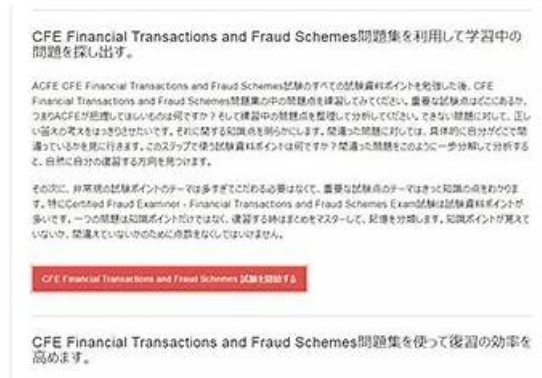 CFE Financial Transactions and Fraud Schemes問題集を利用して学習中の
問題を探し出す。
ACFE CFE Financial Transactions and Fraud Schemes試験のすべての試験資料ポイントを勉強した後、CFE
Financial Transactions and Fraud Schemes問題集の中の問題点を練習してみてください。重要な試験点はどこにあるか、
つまりACFEが把握してほしいものは何ですか？そして練習中の問題点を整理して分析してください。できない問題に対して、正し
い答えの考えをはっきりさせたいです。それに関する知識点を明らかにします。間違った問題に対しては、具体的に自分がどこで間
違っているかを見に行きます。このステップで使う試験資料ポイントは何ですか？間違った問題をこのように一歩分解して分析する
と、自然に自分の復習する方向を見つけます。
その次に、非常規の試験ポイントのテーマは多すぎてこだわる必要はなくて、重要な試験点のテーマはきっと知識の点をわかりま
す。特にCertified Fraud Examiner - Financial Transactions and Fraud Schemes Exam試験は試験資料ポイントが
多いです。一つの問題は知識ポイントだけではなく、復習する時はまとめをマスターして、記憶を分類します。知識ポイントが覚えて
いないか、間違えていないかのために点数をなくしてはいけません。
CFE Financial Transactions and Fraud Schemes 試験を開始する
CFE Financial Transactions and Fraud Schemes問題集を使って復習の効率を
高めます。